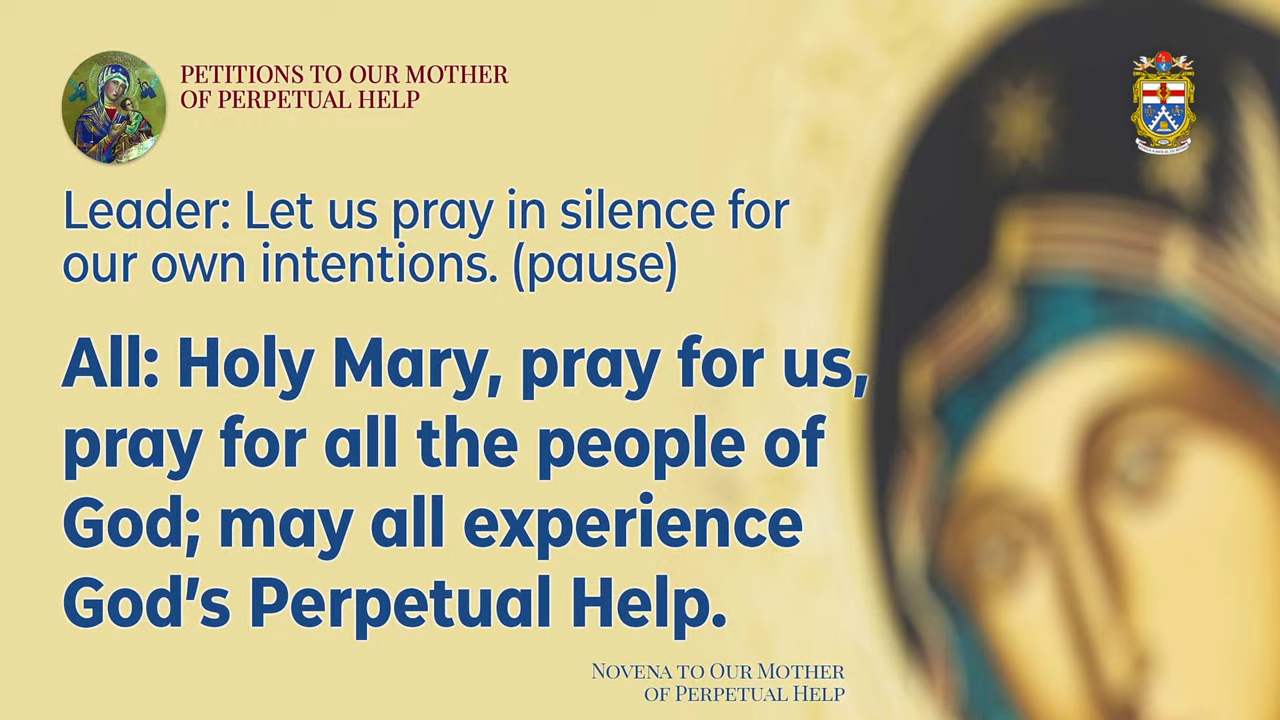 PETITIONS TO OUR MOTHER
OF PERPETUAL HELP
Leader: Let us pray in silence for
our own intentions. (pause)
All: Holy Mary, pray for us,
pray for all the people of
God; may all experience
God's Perpetual Help.
Novena to Our Mother
of Perpetual Help